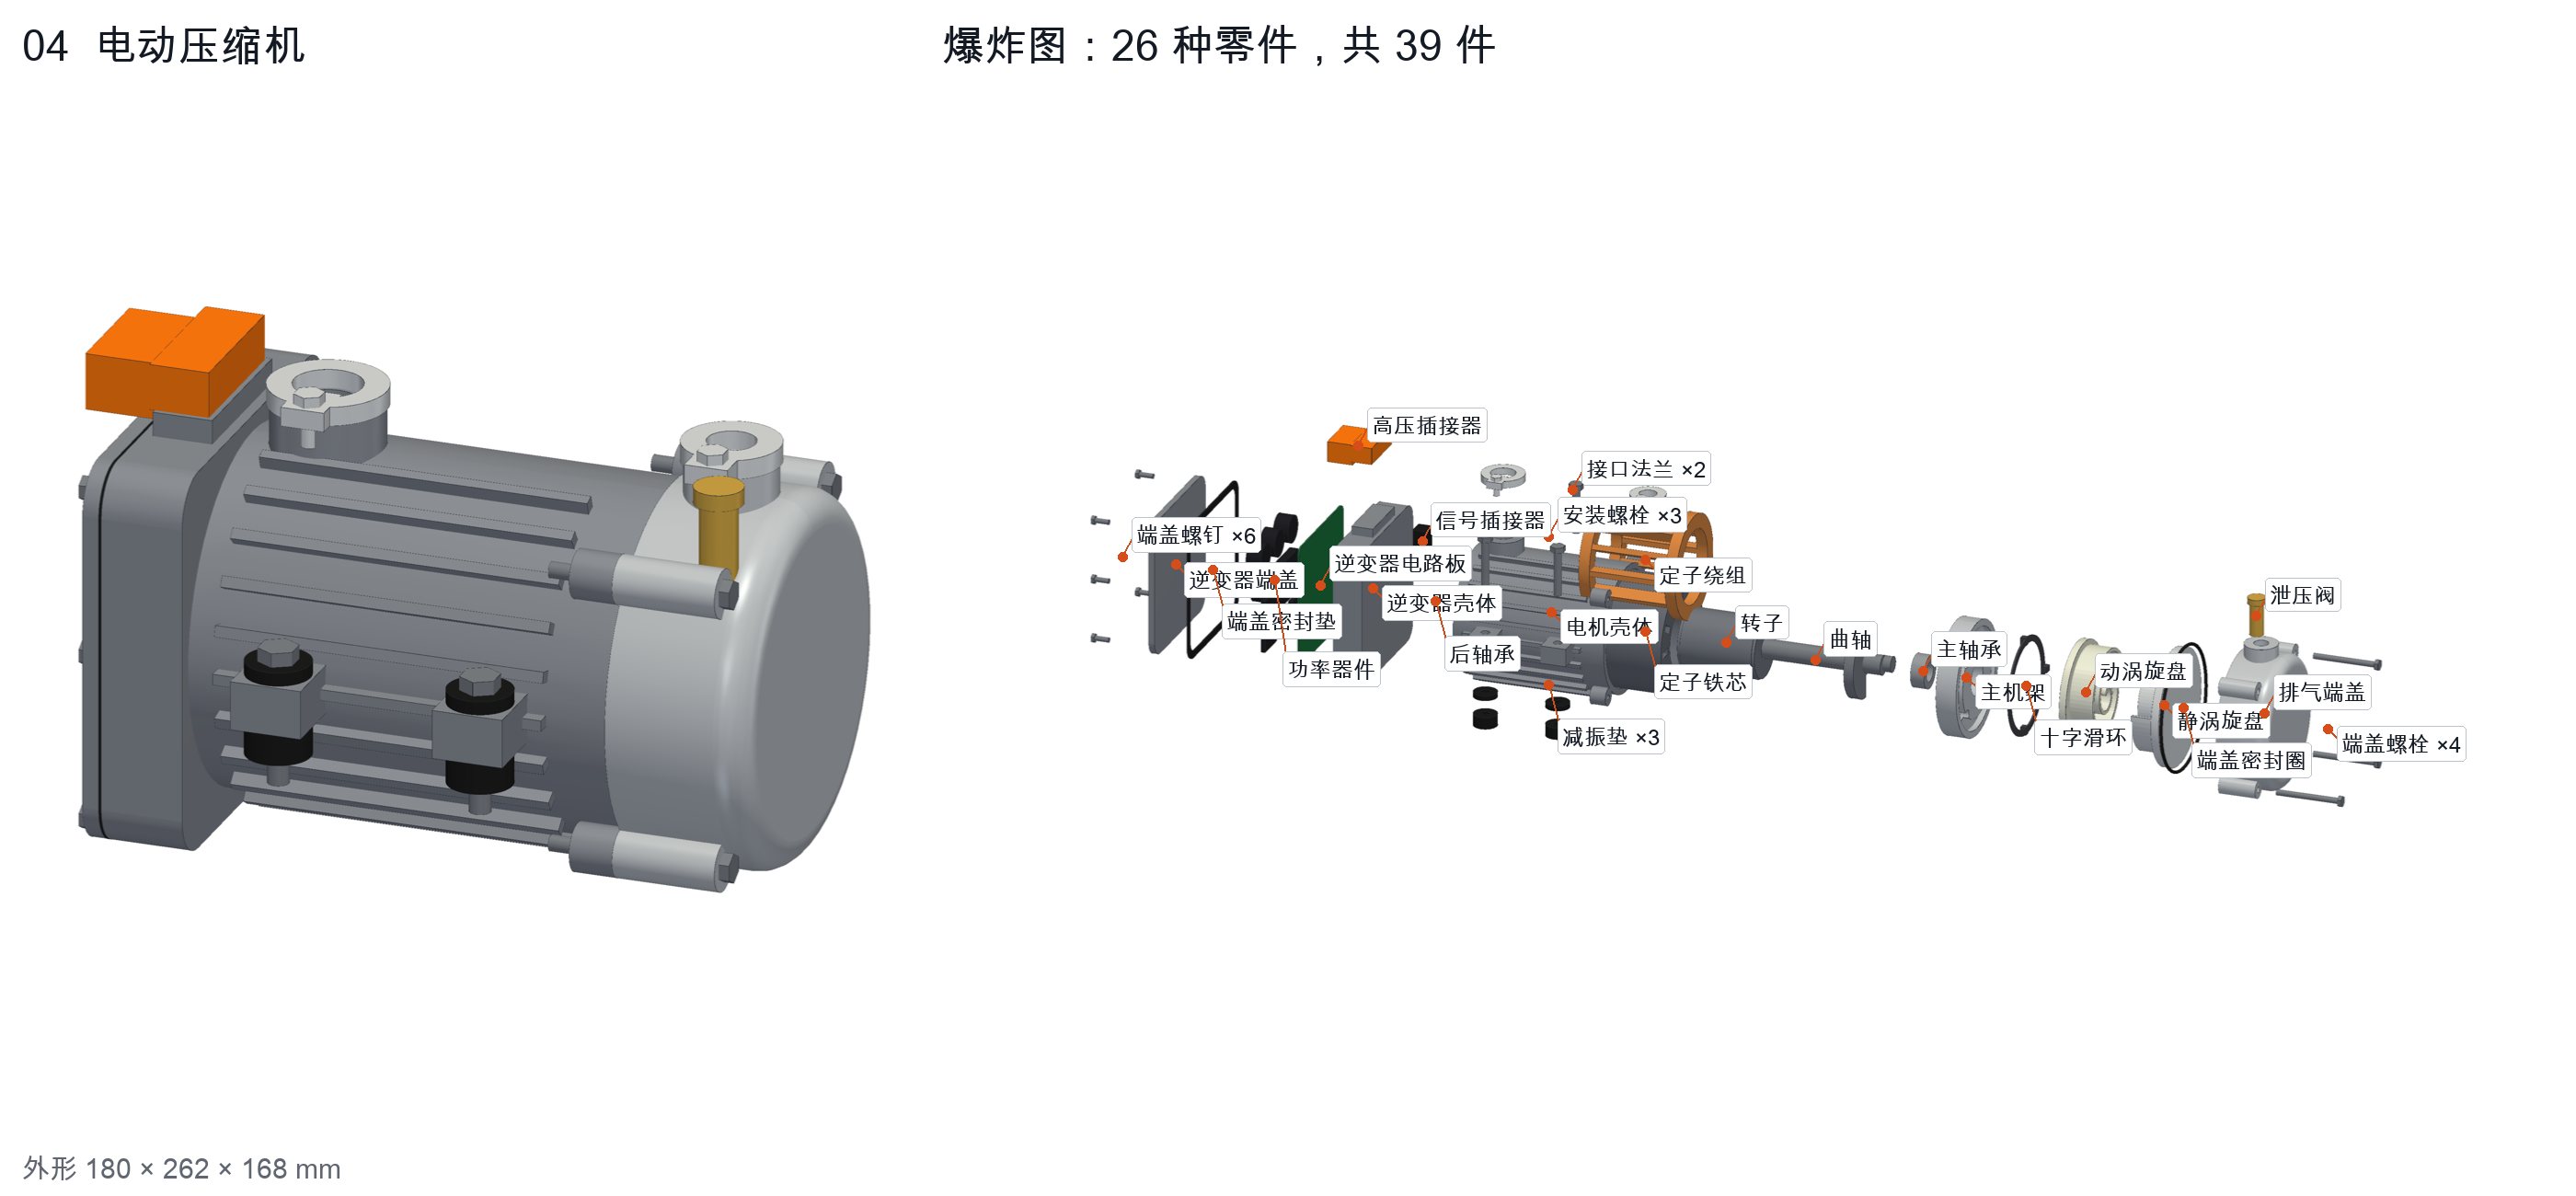 04 电动压缩机
爆炸图：26 种零件，共 39 件
高压插接器
接口法兰 ×2
安装螺栓 ×3
信号插接器
端盖螺钉 ×6
逆变器电路板
逆变器端盖
定子绕组
泄压阀
逆变器壳体
端盖密封垫
电机壳体
转子
曲轴
主轴承
后轴承
功率器件
定子铁芯
动涡旋盘
主机架
排气端盖
静涡旋盘
减振垫 ×3
十字滑环
端盖螺栓 ×4
端盖密封圈
外形 180 × 262 × 168 mm